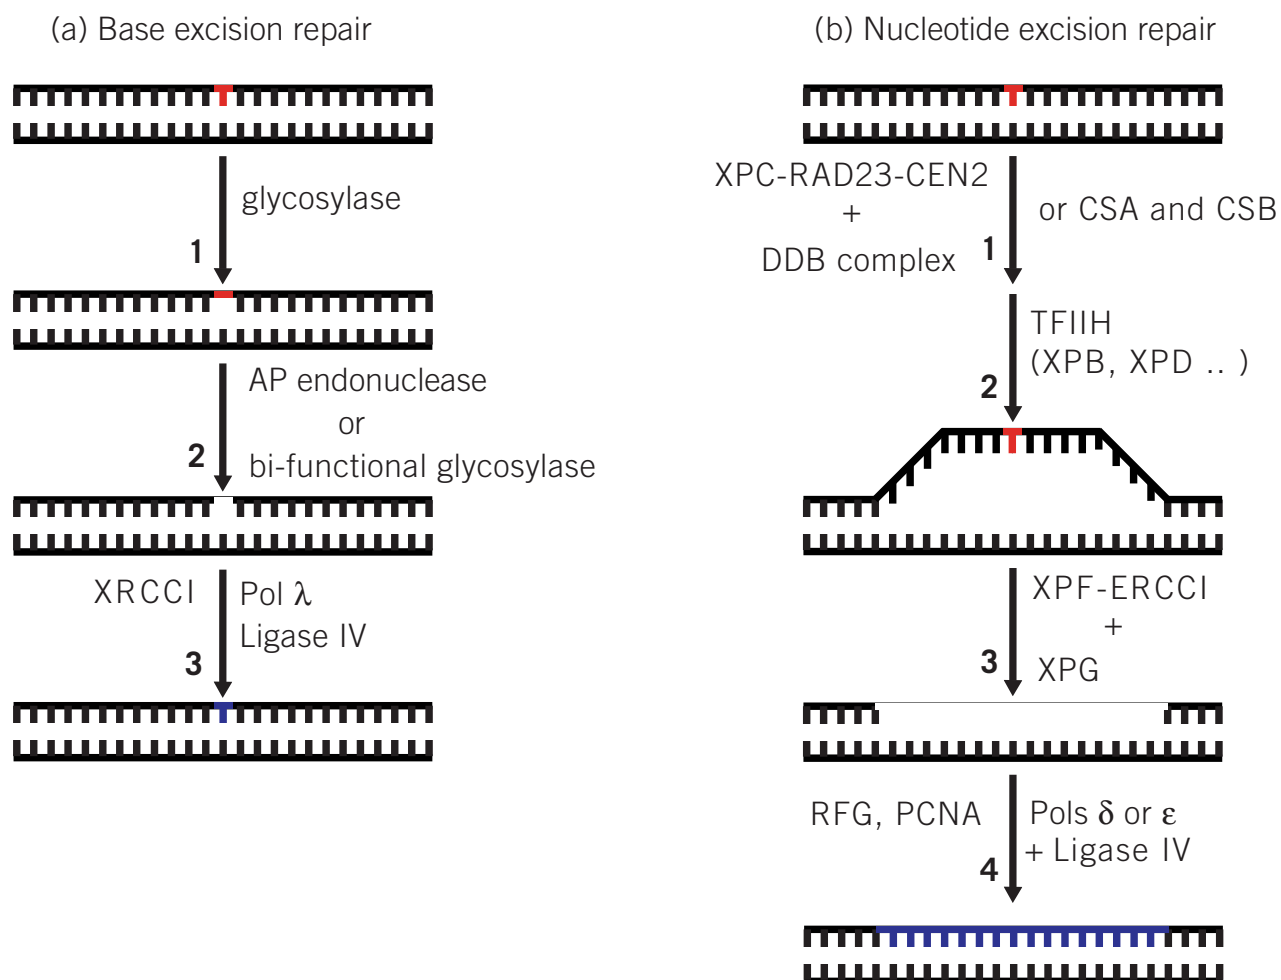 (a) Base excision repair
glycosylase
1
AP endonuclease
or
2
bi-functional glycosylase
XRCCI
Pol λ
Ligase IV
3
(b) Nucleotide excision repair
XPC-RAD23-CEN2
+
DDB complex
or CSA and CSB
1
TFIIH
(XPB, XPD .. )
2
XPF-ERCCI
+
XPG
3
RFG, PCNA
Pols δ or ε
+ Ligase IV
4